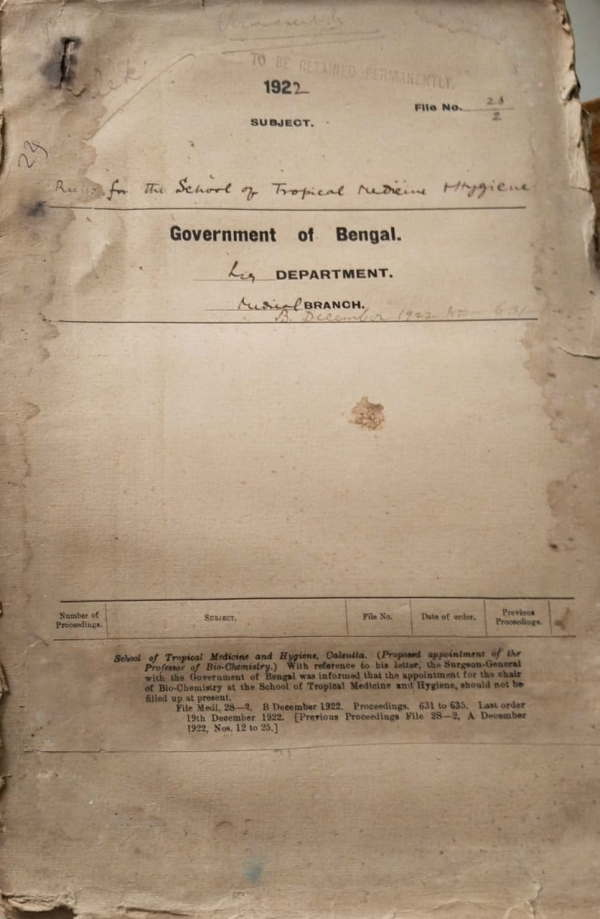 TO BE RETAINED PERMANENTLY.
1922
File No. 28/2
SUBJECT.
29
Rules for the School of Tropical Medicine Hygiene
Government of Bengal.
DEPARTMENT.
Medical BRANCH.
B. December 1922 Nos 631
Number of Proceedings.
SUBJECT.
File No.
Date of order.
Previous Proceedings.
School of Tropical Medicine and Hygiene, Calcutta. (Proposed appointment of the
Professor of Bio-Chemistry.) With reference to his letter, the Surgeon-General
with the Government of Bengal was informed that the appointment for the chair
of Bio-Chemistry at the School of Tropical Medicine and Hygiene, should not be
filled up at present.
File Medl, 28—2. B December 1922. Proceedings. 631 to 635. Last order
19th December 1922. [Previous Proceedings File 28—2, A December
1922, Nos. 12 to 25.]